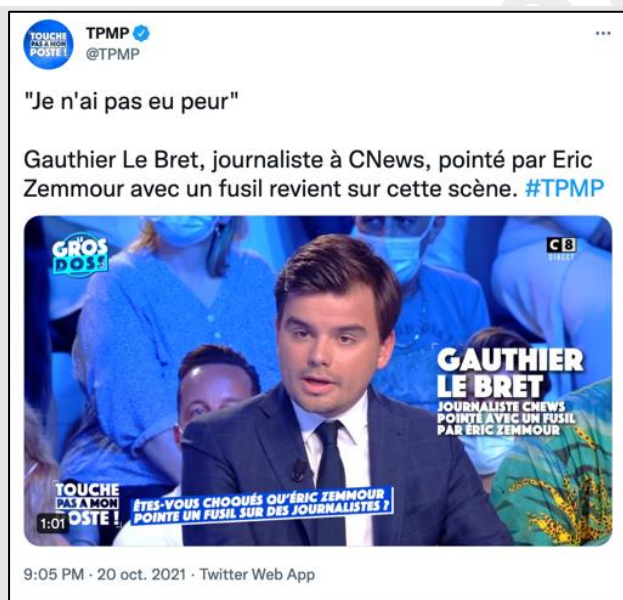 TOUCHE
PAS A MON
POSTE !
TPMP
@TPMP
"Je n'ai pas eu peur"
Gauthier Le Bret, journaliste à CNews, pointé par Eric
Zemmour avec un fusil revient sur cette scène. #TPMP
GROS
DOSS
C8
DIRECT
GAUTHIER
LE BRET
JOURNALISTE CNEWS
POINTÉ AVEC UN FUSIL
PAR ÉRIC ZEMMOUR
TOUCHE
PAS A MON
OSTE !
1:01
ÊTES-VOUS CHOQUÉS QU'ÉRIC ZEMMOUR
POINTE UN FUSIL SUR DES JOURNALISTES ?
9:05 PM · 20 oct. 2021 · Twitter Web App